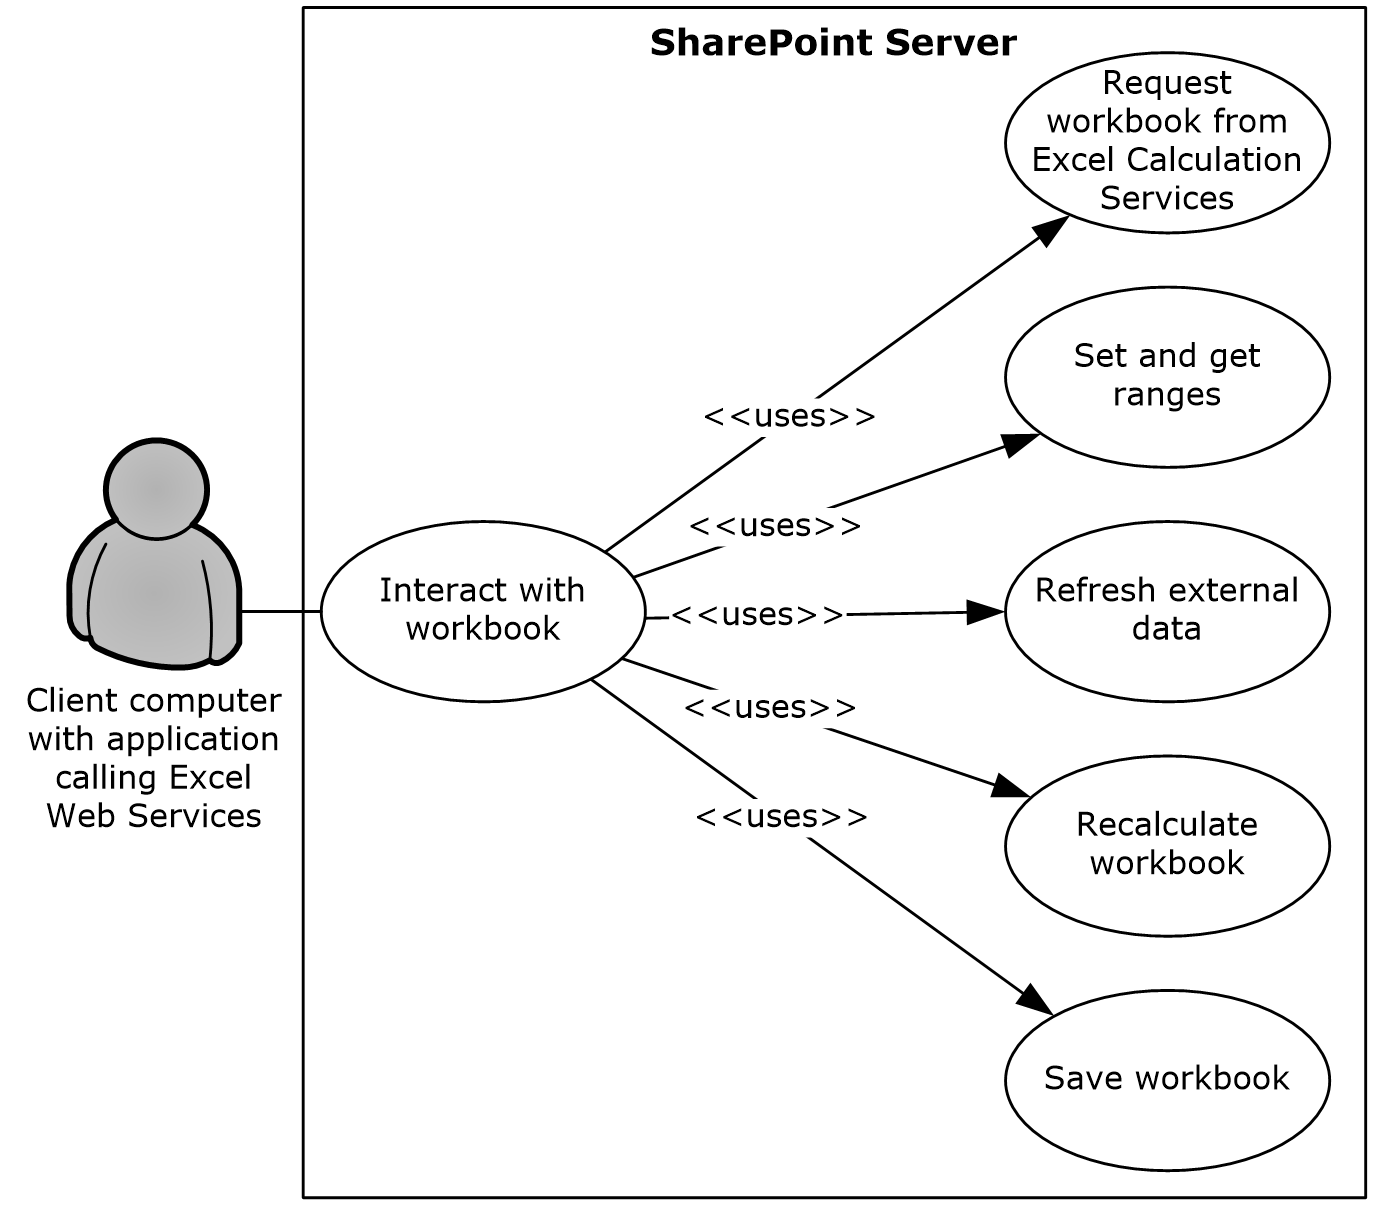 SharePoint Server
Request
workbook from
Excel Calculation
Services
Set and get
ranges
<<uses>>
<<uses>>
Interact with
workbook
<<uses>>
Refresh external
data
<<uses>>
<<uses>>
Client computer
with application
calling Excel
Web Services
Recalculate
workbook
Save workbook